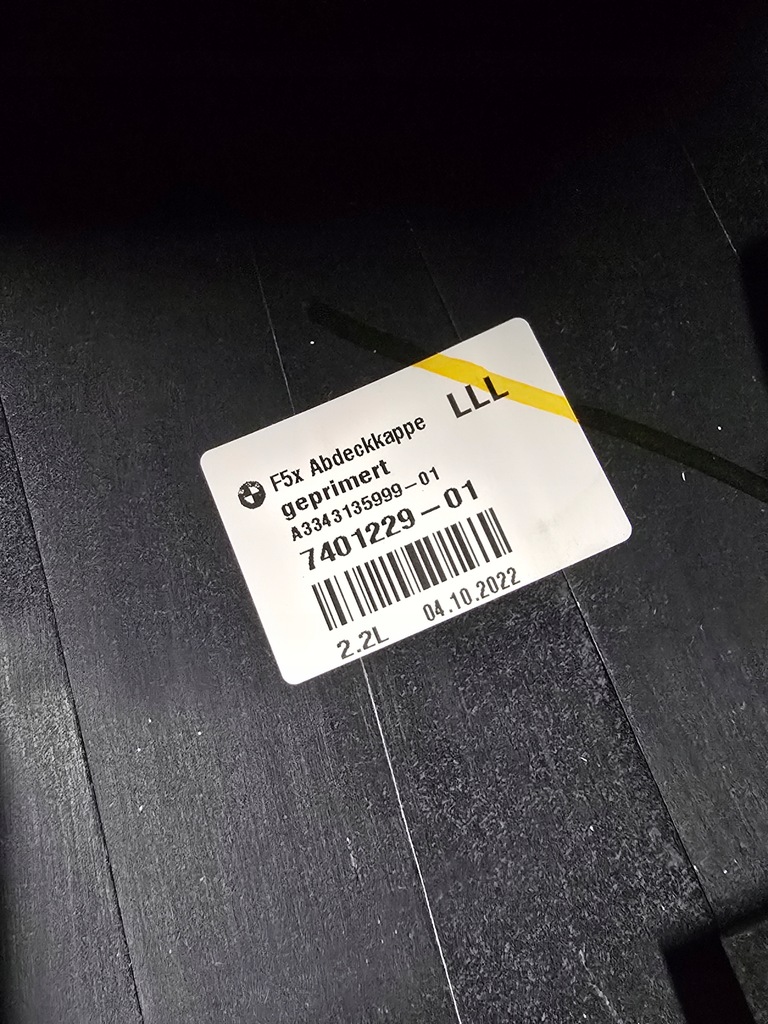 LLL
F5x Abdeckkappe
geprimert
A3343135999-01
7401229-01
2.2L 04.10.2022